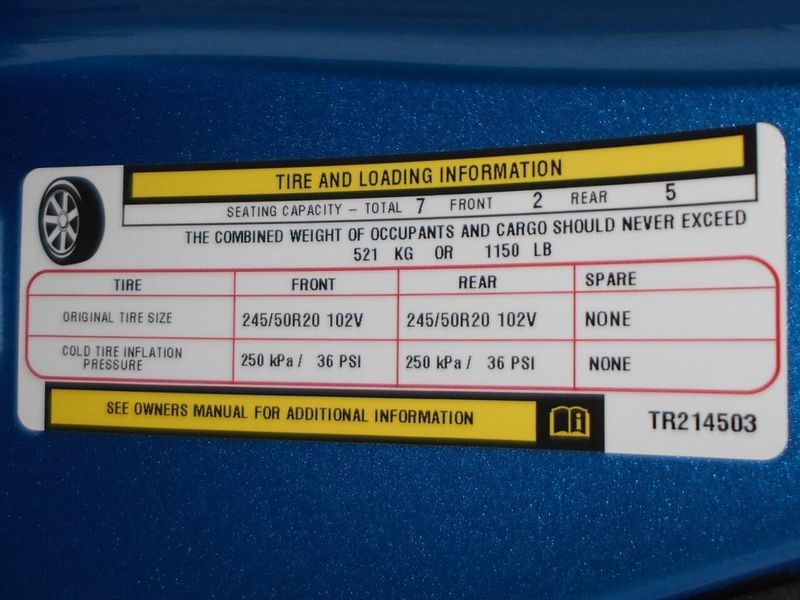 TIRE AND LOADING INFORMATION
SEATING CAPACITY – TOTAL 7 FRONT 2 REAR 5
THE COMBINED WEIGHT OF OCCUPANTS AND CARGO SHOULD NEVER EXCEED
521 KG OR 1150 LB
TIRE FRONT REAR SPARE
ORIGINAL TIRE SIZE 245/50R20 102V 245/50R20 102V NONE
COLD TIRE INFLATION
PRESSURE 250 kPa / 36 PSI 250 kPa / 36 PSI NONE
SEE OWNERS MANUAL FOR ADDITIONAL INFORMATION
TR214503